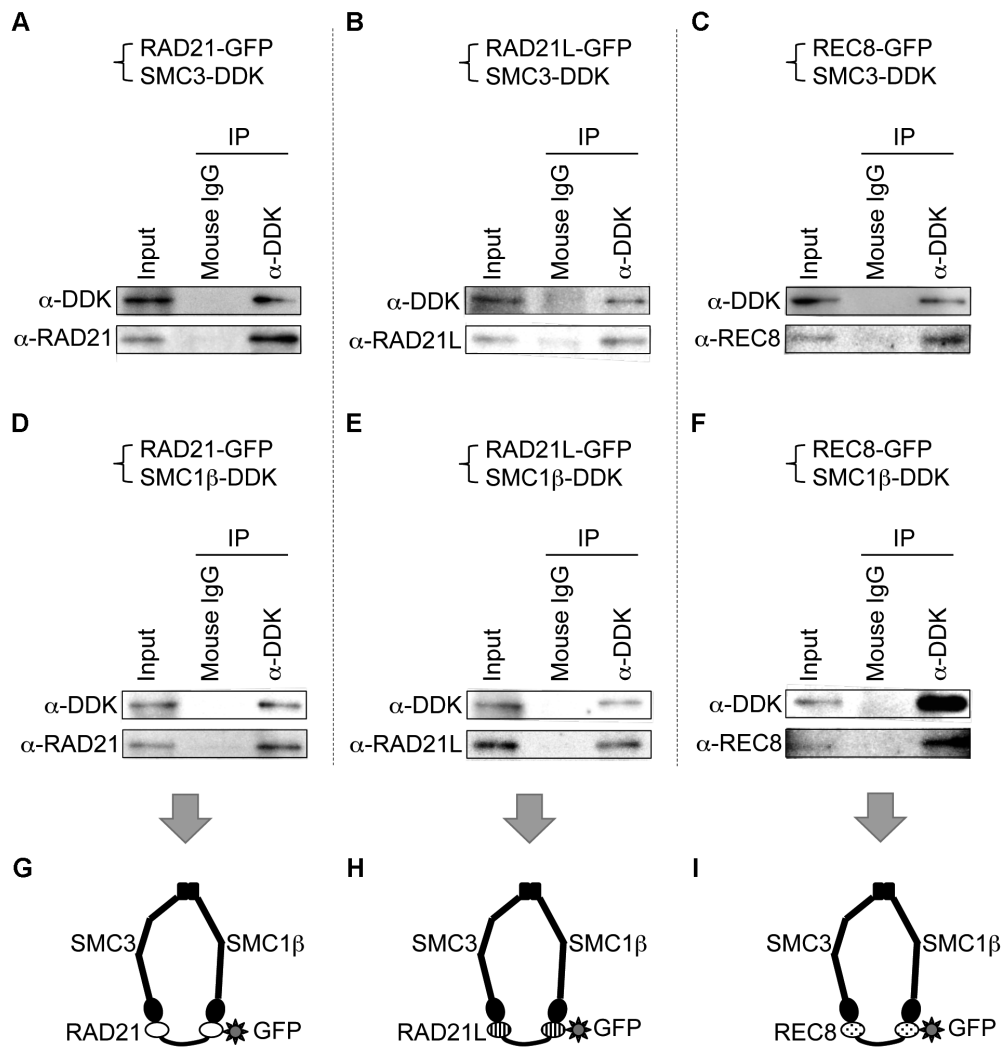 A
RAD21-GFP
SMC3-DDK
IP
Input
Mouse IgG
α-DDK
α-DDK
α-RAD21
B
RAD21L-GFP
SMC3-DDK
IP
Input
Mouse IgG
α-DDK
α-DDK
α-RAD21L
C
REC8-GFP
SMC3-DDK
IP
Input
Mouse IgG
α-DDK
α-DDK
α-REC8
D
RAD21-GFP
SMC1β-DDK
IP
Input
Mouse IgG
α-DDK
α-DDK
α-RAD21
E
RAD21L-GFP
SMC1β-DDK
IP
Input
Mouse IgG
α-DDK
α-DDK
α-RAD21L
F
REC8-GFP
SMC1β-DDK
IP
Input
Mouse IgG
α-DDK
α-DDK
α-REC8
G
SMC3 SMC1β
RAD21 GFP
H
SMC3 SMC1β
RAD21L GFP
I
SMC3 SMC1β
REC8 GFP